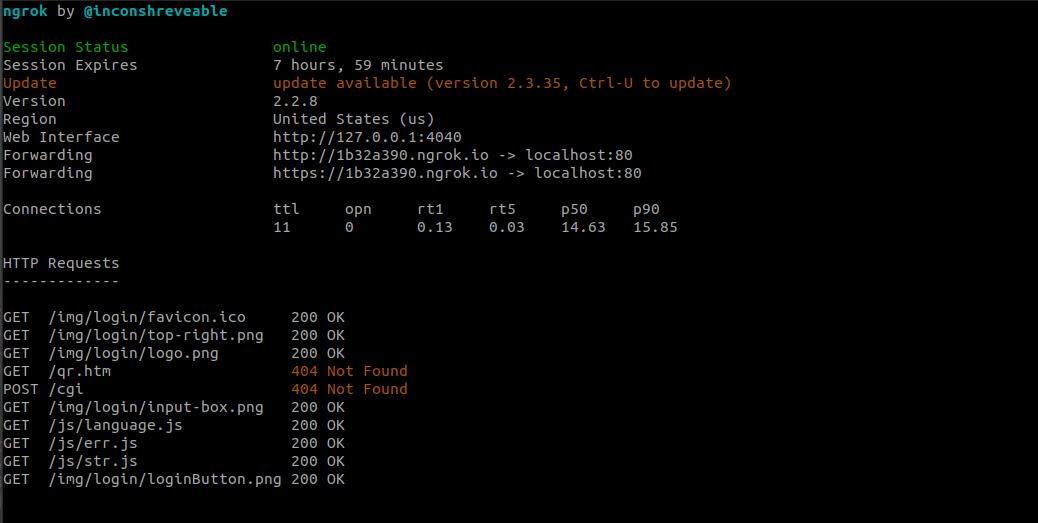 ngrok by @inconshreveable
Session Status online
Session Expires 7 hours, 59 minutes
Update update available (version 2.3.35, Ctrl-U to update)
Version 2.2.8
Region United States (us)
Web Interface http://127.0.0.1:4040
Forwarding http://1b32a390.ngrok.io -> localhost:80
Forwarding https://1b32a390.ngrok.io -> localhost:80
Connections ttl opn rt1 rt5 p50 p90
11 0 0.13 0.03 14.63 15.85
HTTP Requests
-------------
GET /img/login/favicon.ico 200 OK
GET /img/login/top-right.png 200 OK
GET /img/login/logo.png 200 OK
GET /qr.htm 404 Not Found
POST /cgi 404 Not Found
GET /img/login/input-box.png 200 OK
GET /js/language.js 200 OK
GET /js/err.js 200 OK
GET /js/str.js 200 OK
GET /img/login/loginButton.png 200 OK